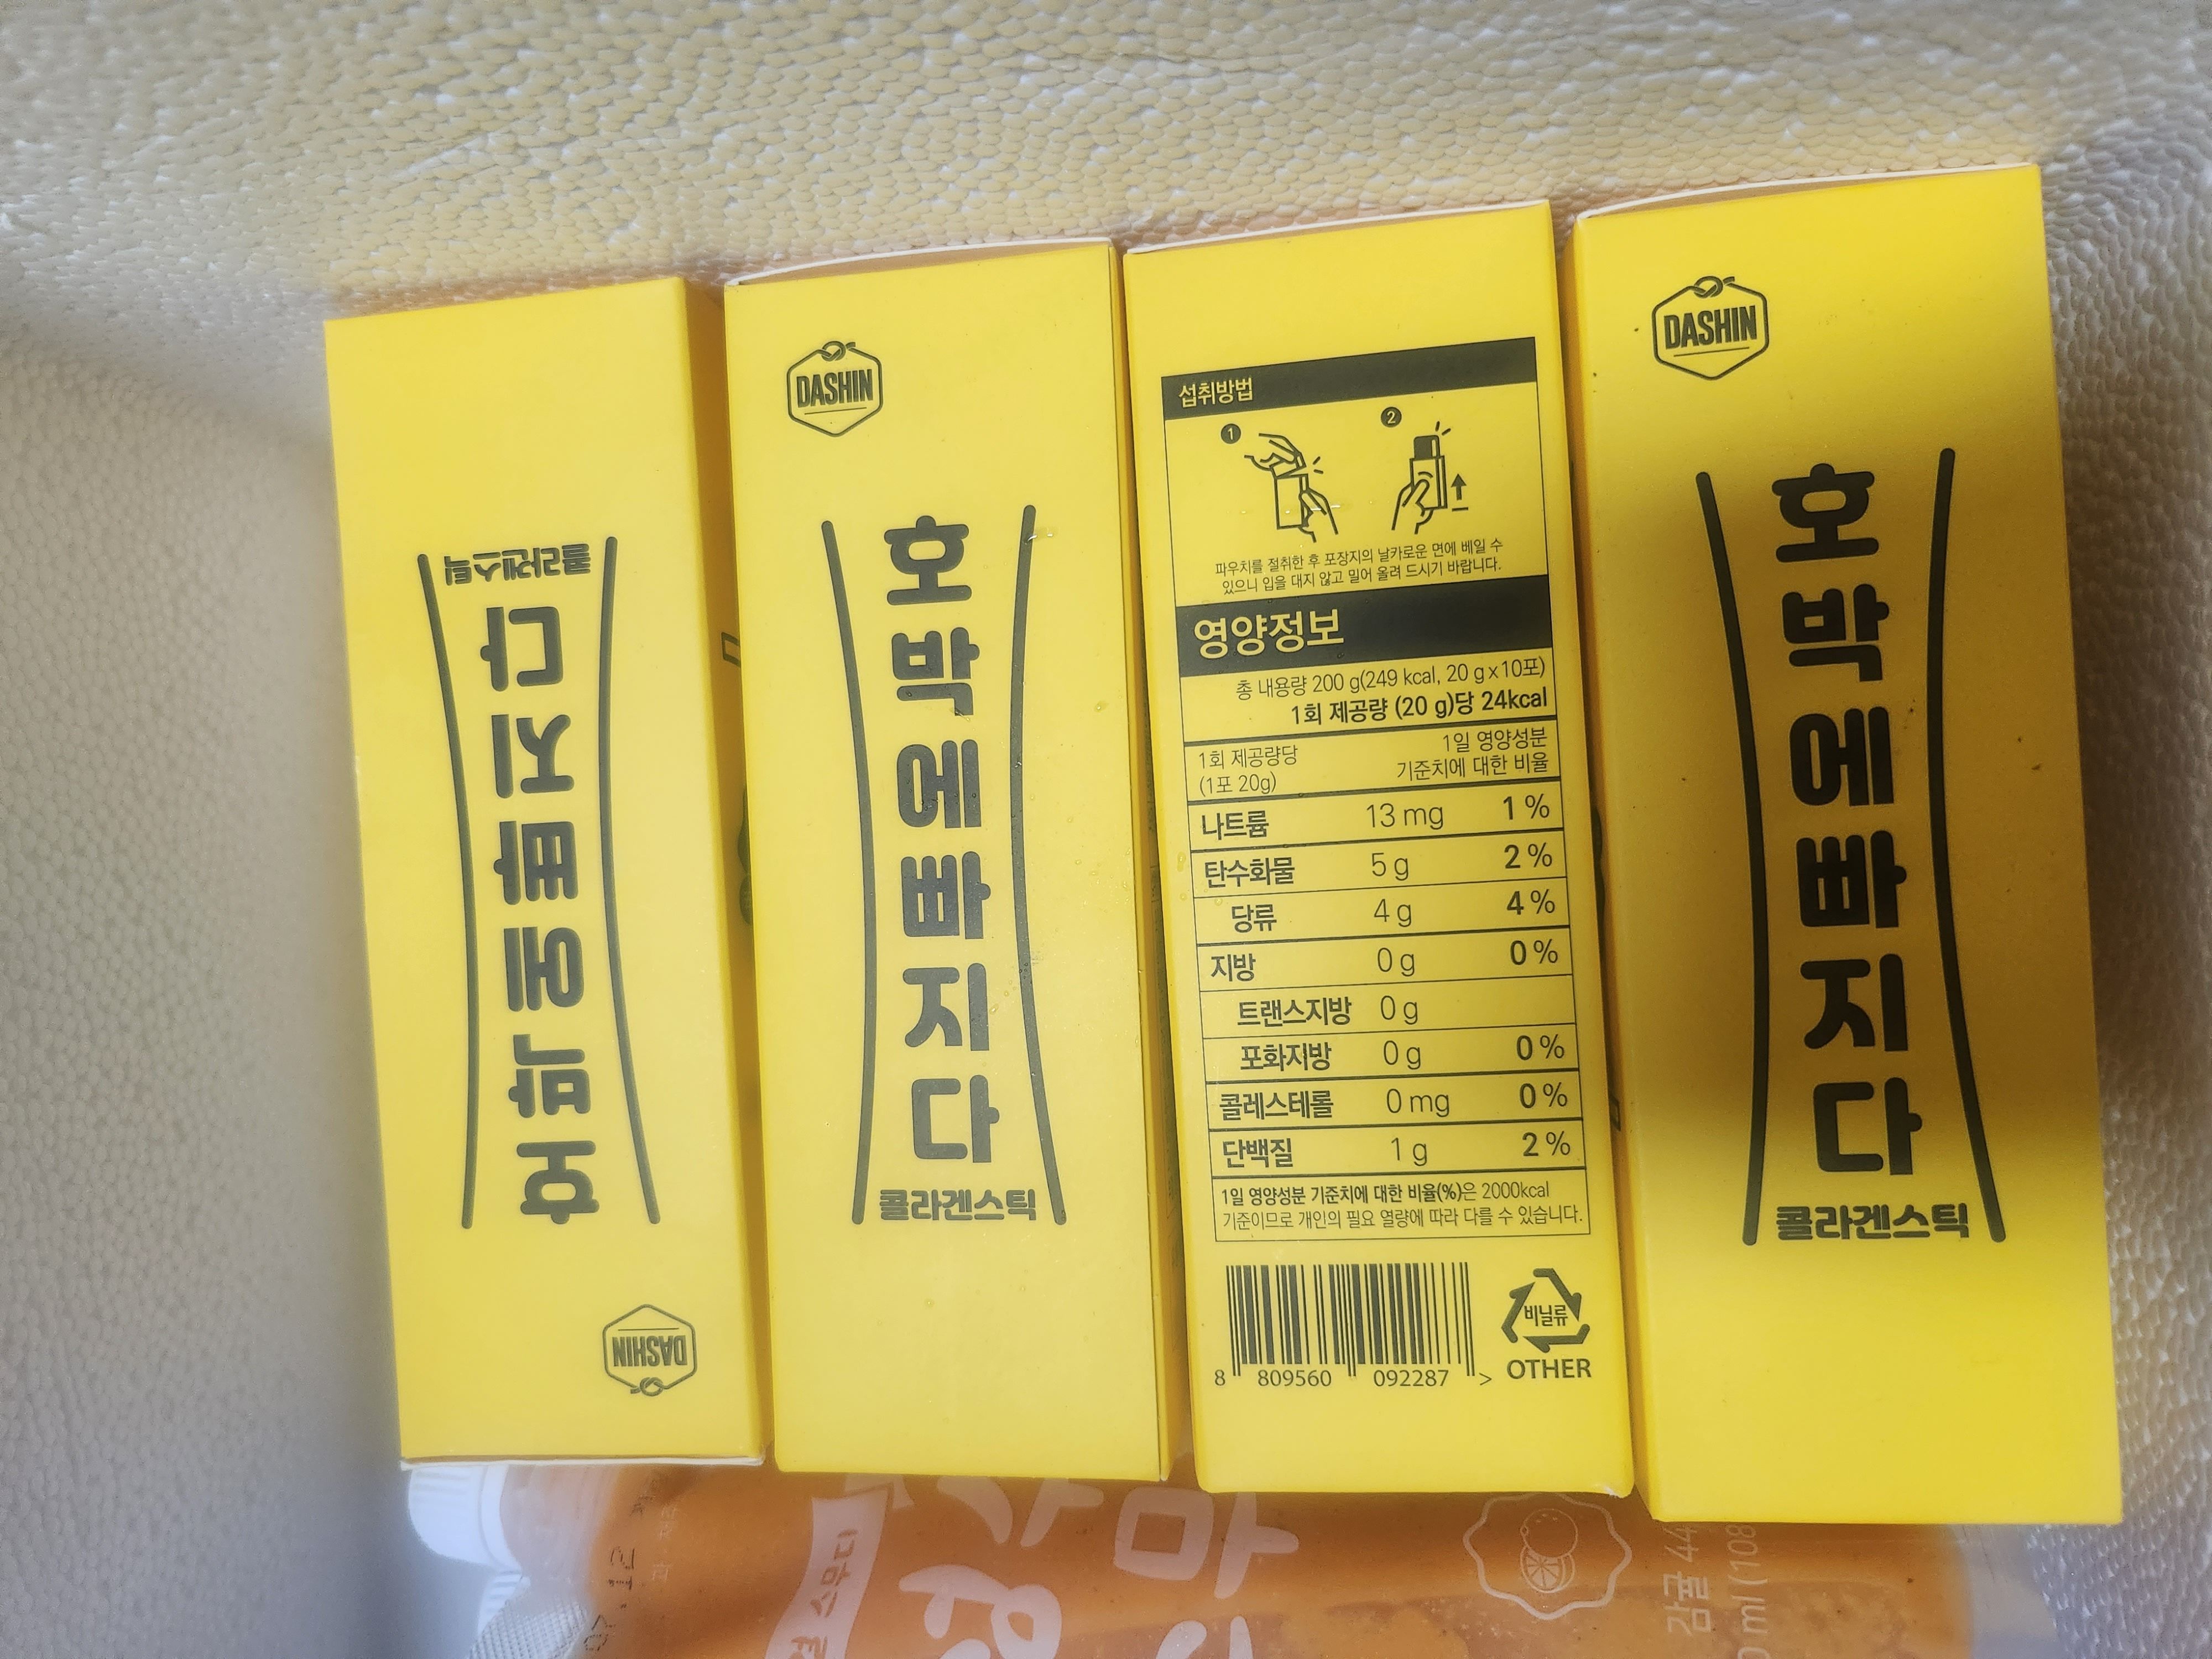 콜라겐스틱
호박에빠지다
DASHIN
DASHIN
호박에빠지다
콜라겐스틱
섭취방법
1
2
파우치를 절취한 후 포장지의 날카로운 면에 베일 수
있으니 입을 대지 않고 밀어 올려 드시기 바랍니다.
영양정보
총 내용량 200 g(249 kcal, 20 g x 10포)
1회 제공량 (20 g)당 24kcal
1회 제공량당
(1포 20g)
1일 영양성분
기준치에 대한 비율
나트륨 13 mg 1 %
탄수화물 5 g 2 %
당류 4 g 4 %
지방 0 g 0 %
트랜스지방 0 g
포화지방 0 g 0 %
콜레스테롤 0 mg 0 %
단백질 1 g 2 %
1일 영양성분 기준치에 대한 비율(%)은 2000kcal
기준이므로 개인의 필요 열량에 따라 다를 수 있습니다.
8 809560 092287 >
비닐류
OTHER
DASHIN
호박에빠지다
콜라겐스틱
스무디
감귤 44
ml (108